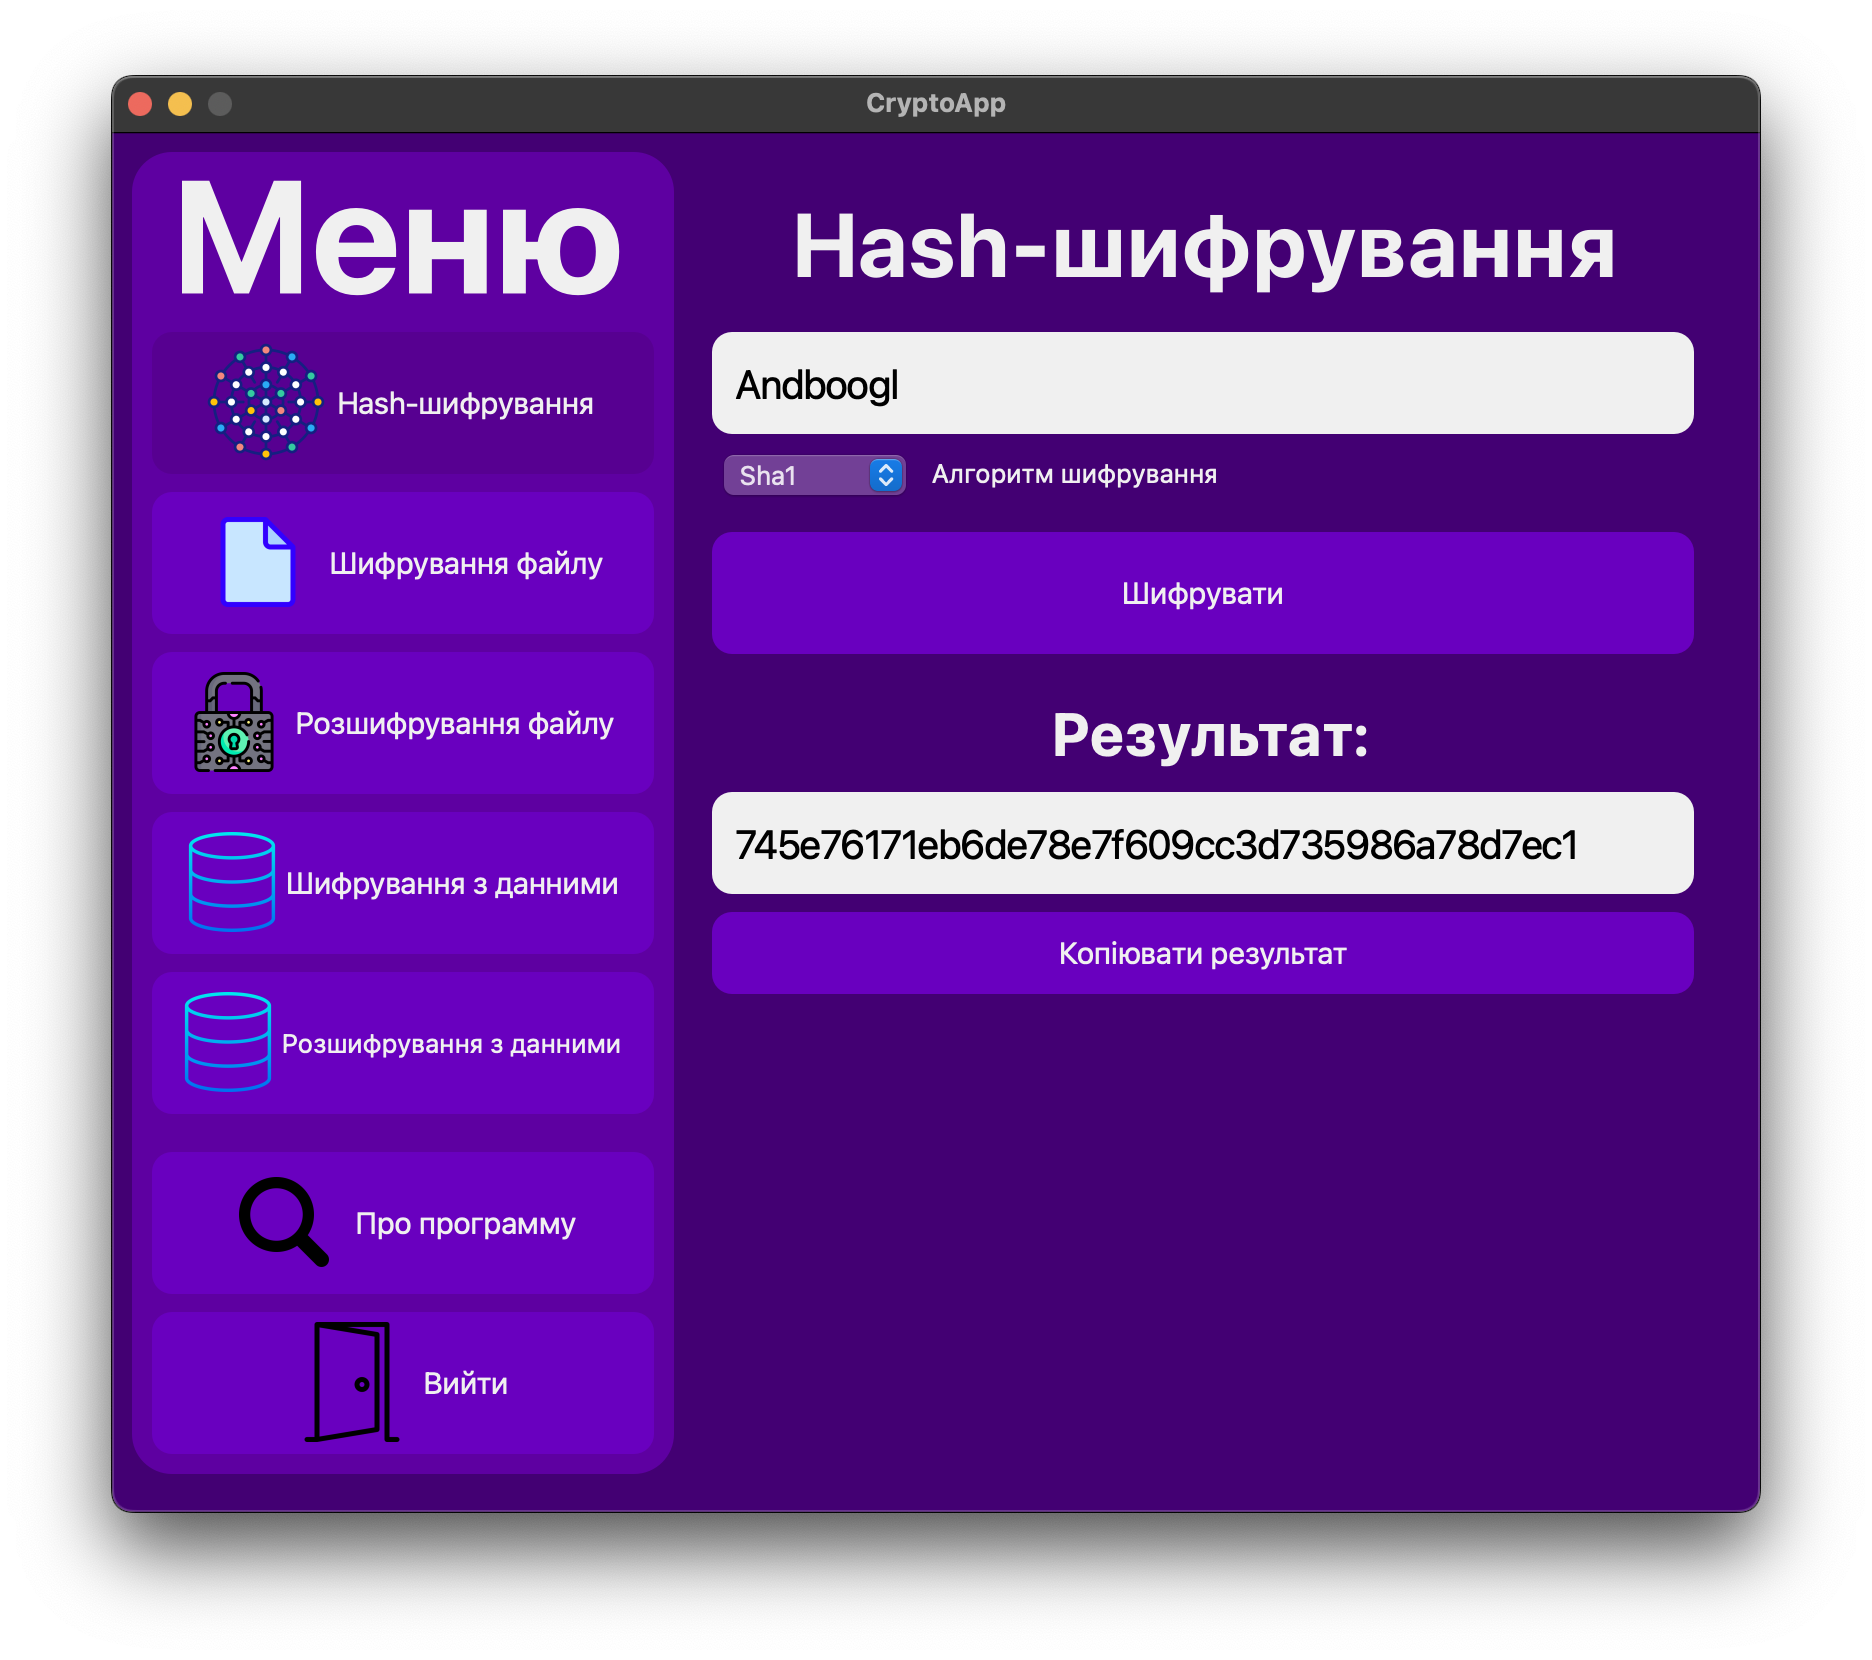 CryptoApp
Меню
Hash-шифрування
Шифрування файлу
Розшифрування файлу
Шифрування з данними
Розшифрування з данними
Про программу
Вийти
Hash-шифрування
Andboogl
Sha1 Алгоритм шифрування
Шифрувати
Результат:
745e76171eb6de78e7f609cc3d735986a78d7ec1
Копіювати результат